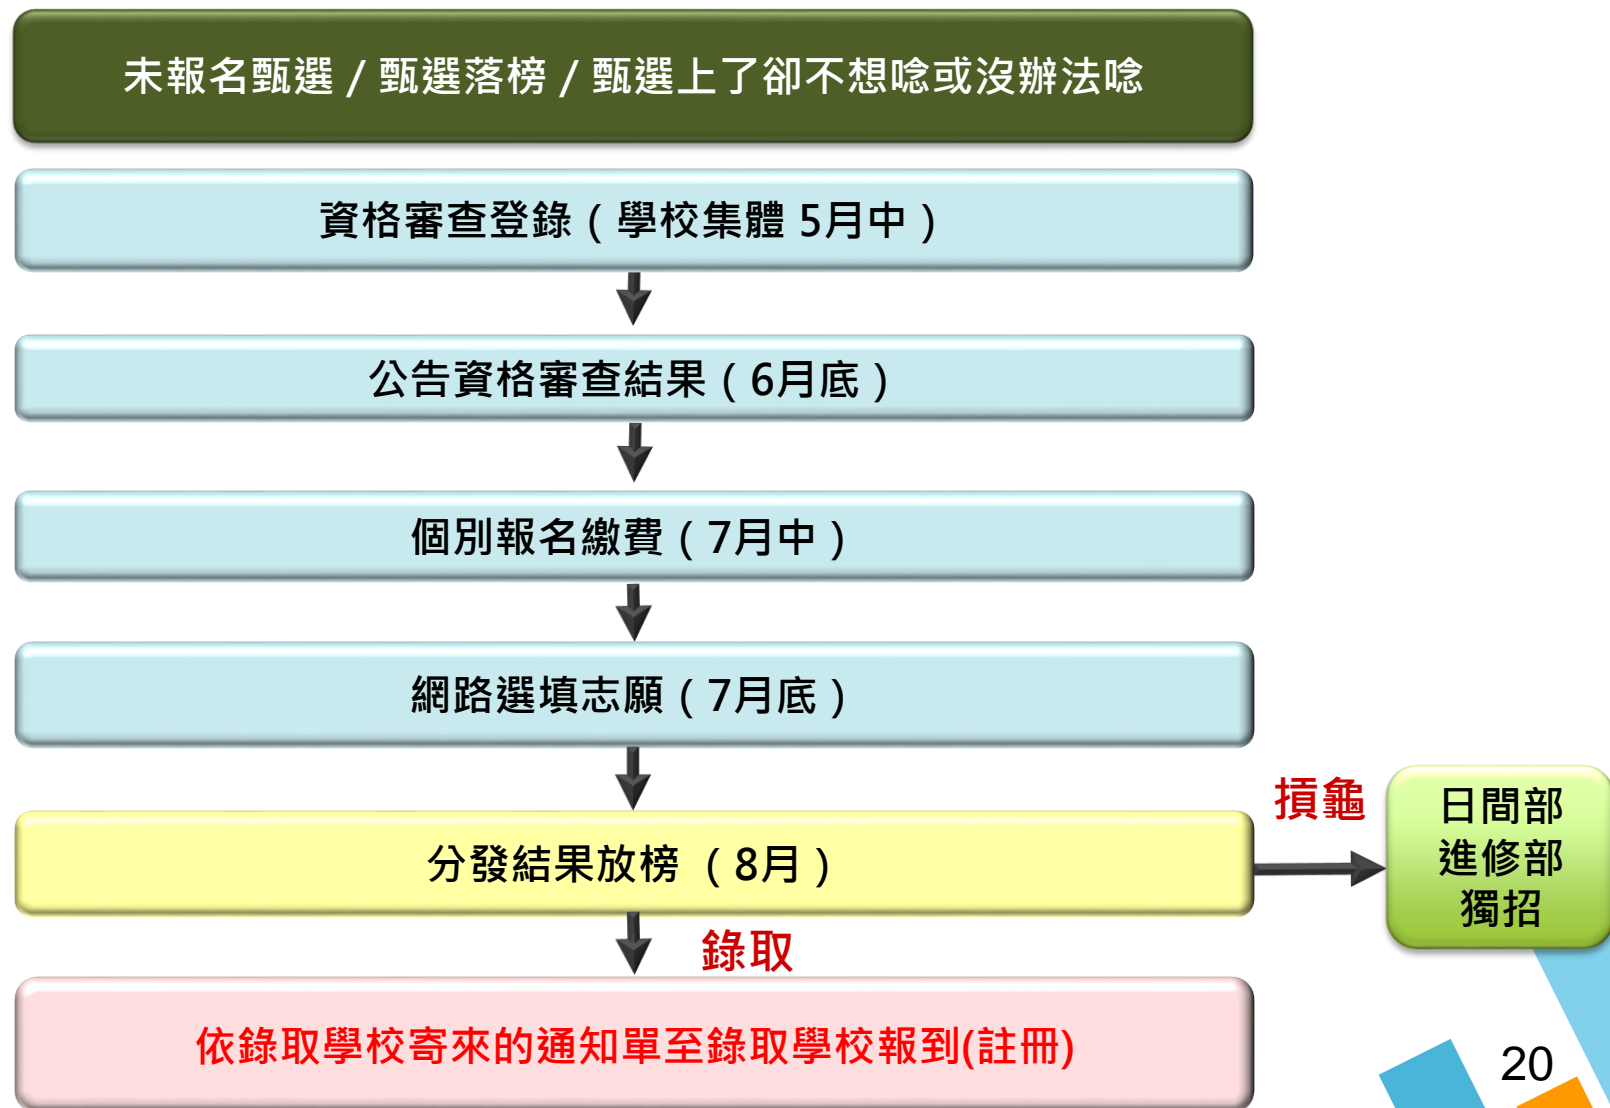 未報名甄選 / 甄選落榜 / 甄選上了卻不想唸或沒辦法唸
資格審查登錄（學校集體 5月中）
公告資格審查結果（6月底）
個別報名繳費（7月中）
網路選填志願（7月底）
分發結果放榜 （8月）
摃龜
日間部
進修部
獨招
錄取
依錄取學校寄來的通知單至錄取學校報到(註冊)
20